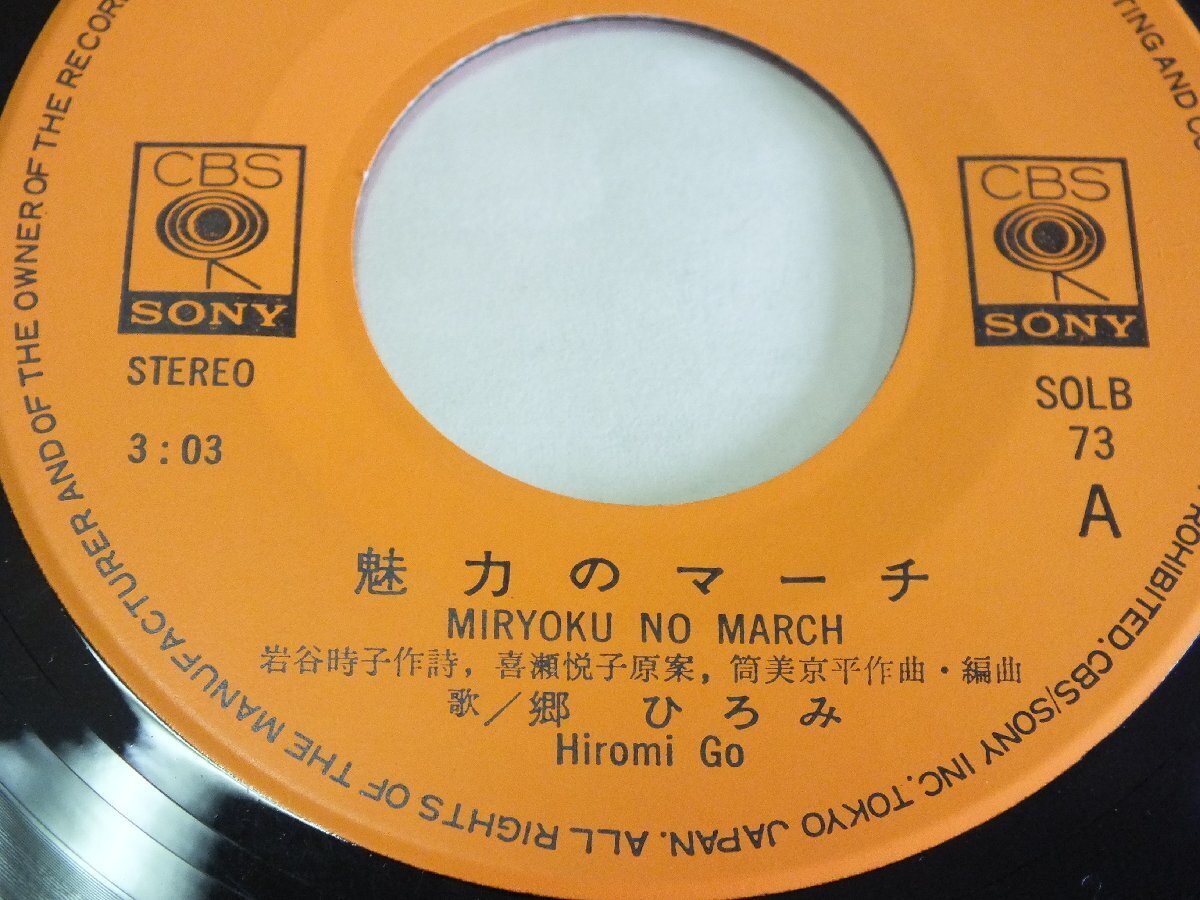 CBS
SONY
STEREO
3:03
CBS
SONY
SOLB
73
A
魅力のマーチ
MIRYOKU NO MARCH
岩谷時子作詩, 喜瀬悦子原案, 筒美京平作曲・編曲
歌／郷 ひろみ
Hiromi Go
PROHIBITED. CBS/SONY INC. TOKYO JAPAN. ALL RIGHTS OF THE MANUFACTURER AND OF THE OWNER OF THE
TING AND